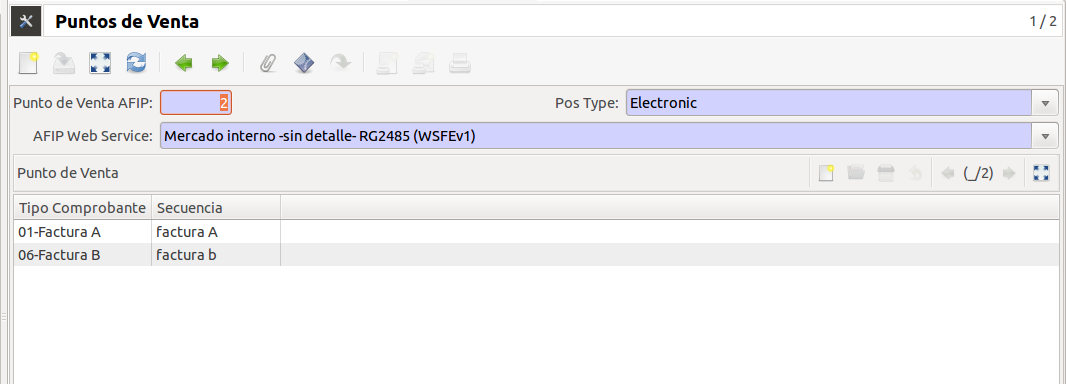 Puntos de Venta 1 / 2
Punto de Venta AFIP: 2 Pos Type: Electronic
AFIP Web Service: Mercado interno -sin detalle- RG2485 (WSFEv1)
Punto de Venta (_/2)
Tipo Comprobante Secuencia
01-Factura A factura A
06-Factura B factura b